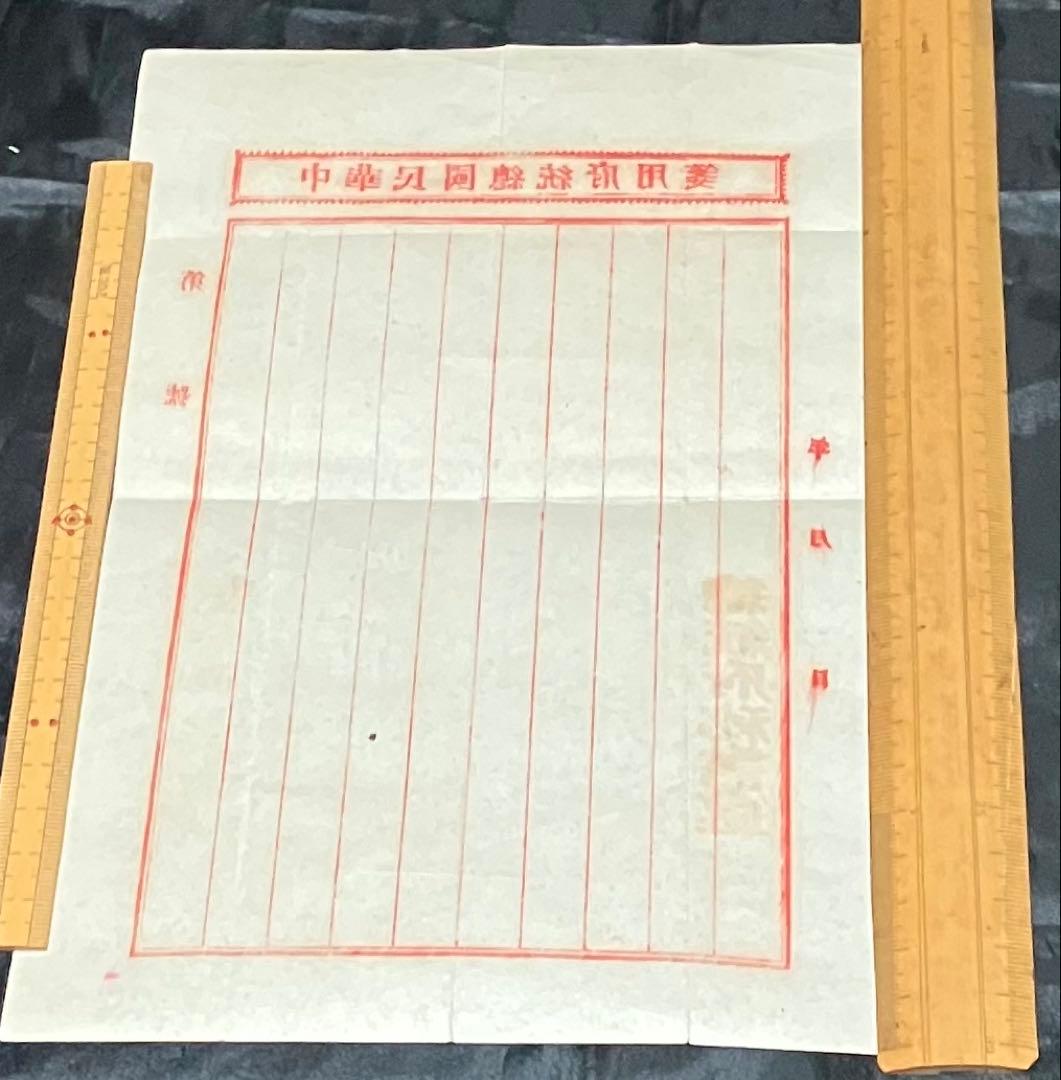 中華民國總統府用箋
第　號
年　月　日